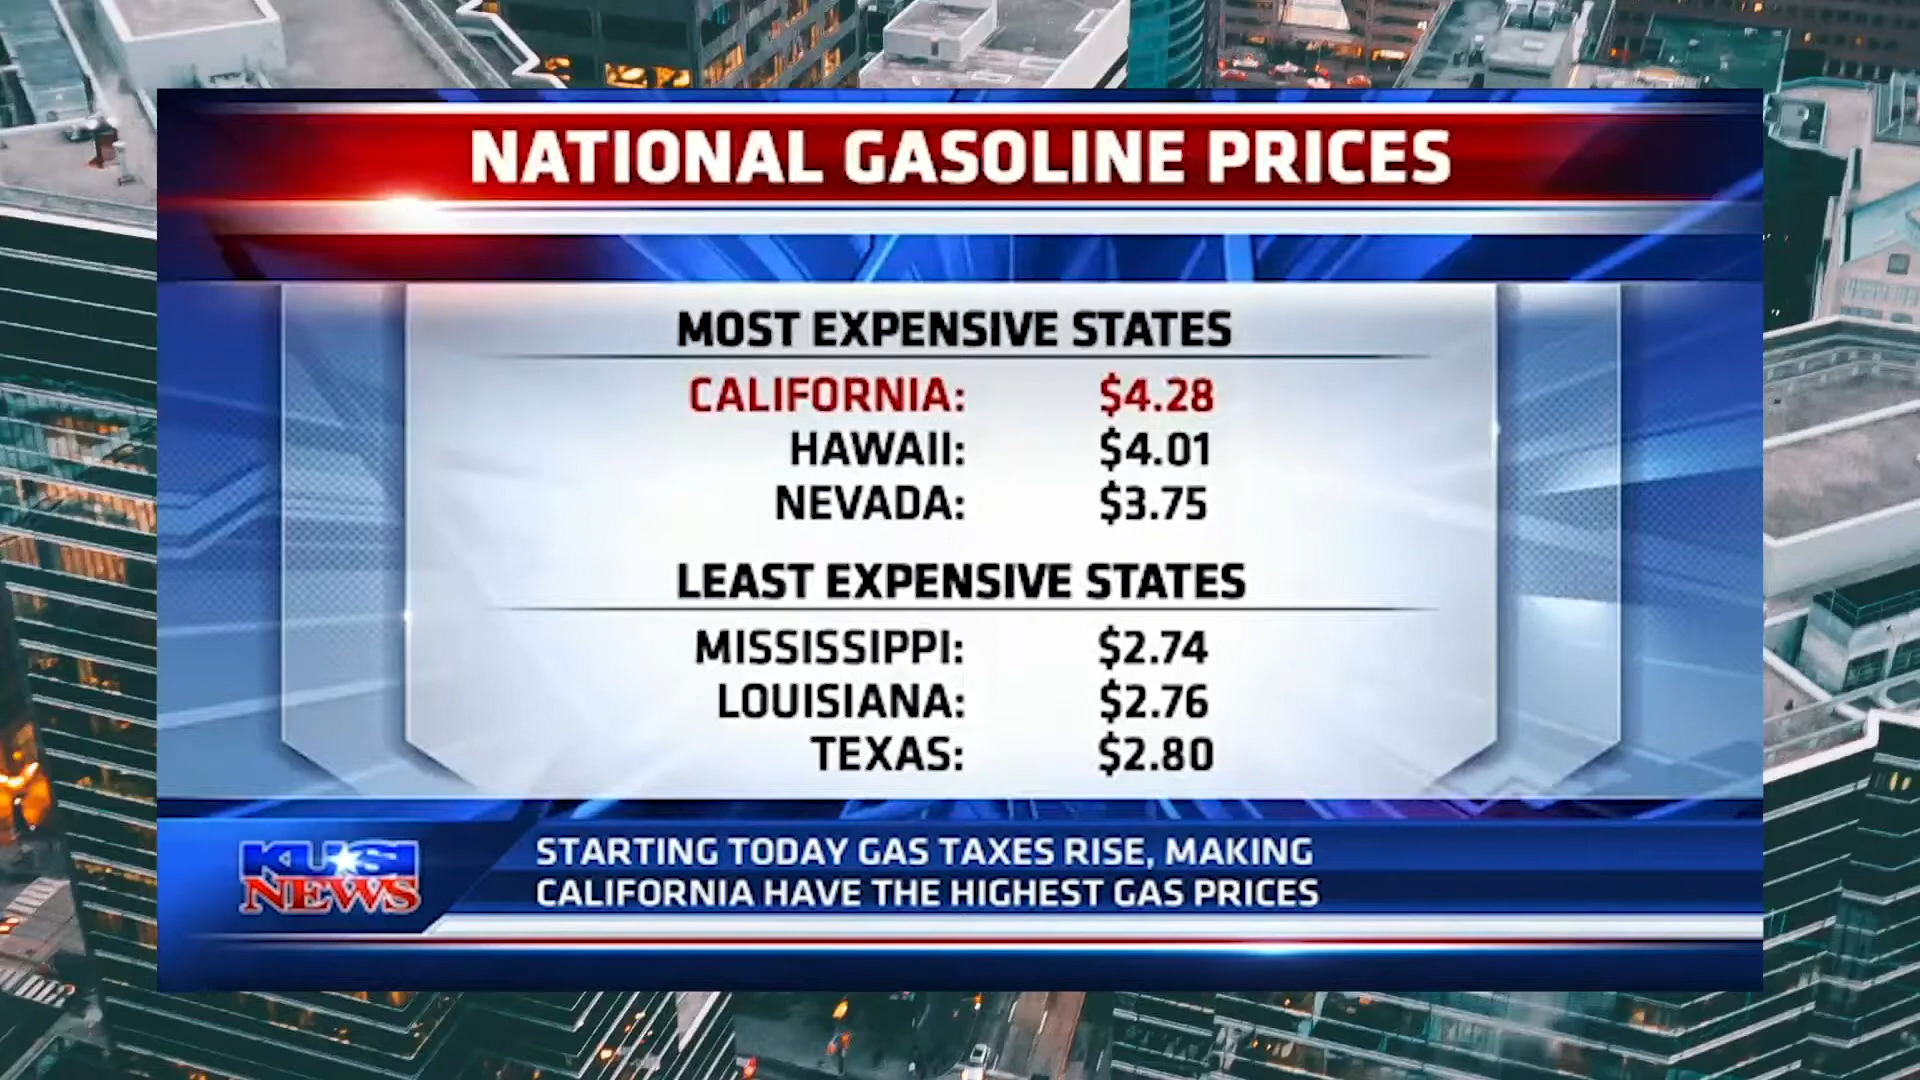 NATIONAL GASOLINE PRICES
MOST EXPENSIVE STATES
CALIFORNIA: $4.28
HAWAII: $4.01
NEVADA: $3.75
LEAST EXPENSIVE STATES
MISSISSIPPI: $2.74
LOUISIANA: $2.76
TEXAS: $2.80
KUSI
NEWS
STARTING TODAY GAS TAXES RISE, MAKING
CALIFORNIA HAVE THE HIGHEST GAS PRICES